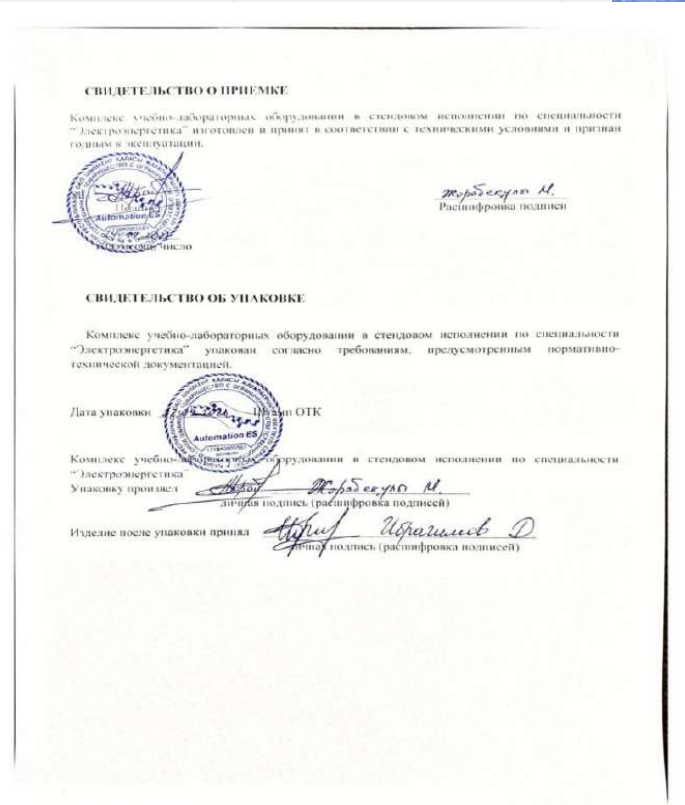 СВИДЕТЕЛЬСТВО О ПРИЕМКЕ
Комплекс учебно-лабораторных оборудовании в стендовом исполнении по специальности
“Электроэнергетика” изготовлен и принят в соответствии с техническими условиями и признан
годным к эксплуатации.
Жорабекулы М.
Расшифровка подписи
Automation ES
число
СВИДЕТЕЛЬСТВО ОБ УПАКОВКЕ
Комплекс учебно-лабораторных оборудовании в стендовом исполнении по специальности
“Электроэнергетика” упакован согласно требованиям, предусмотренным нормативно-
технической документацией.
Дата упаковки Штамп ОТК
Automation ES
Комплекс учебно-лабораторных оборудовании в стендовом исполнении по специальности
“Электроэнергетика”
Упаковку произвел Жорабекулы М.
личная подпись (расшифровка подписей)
Изделие после упаковки принял Ибрагимов Д
личная подпись (расшифровка подписей)